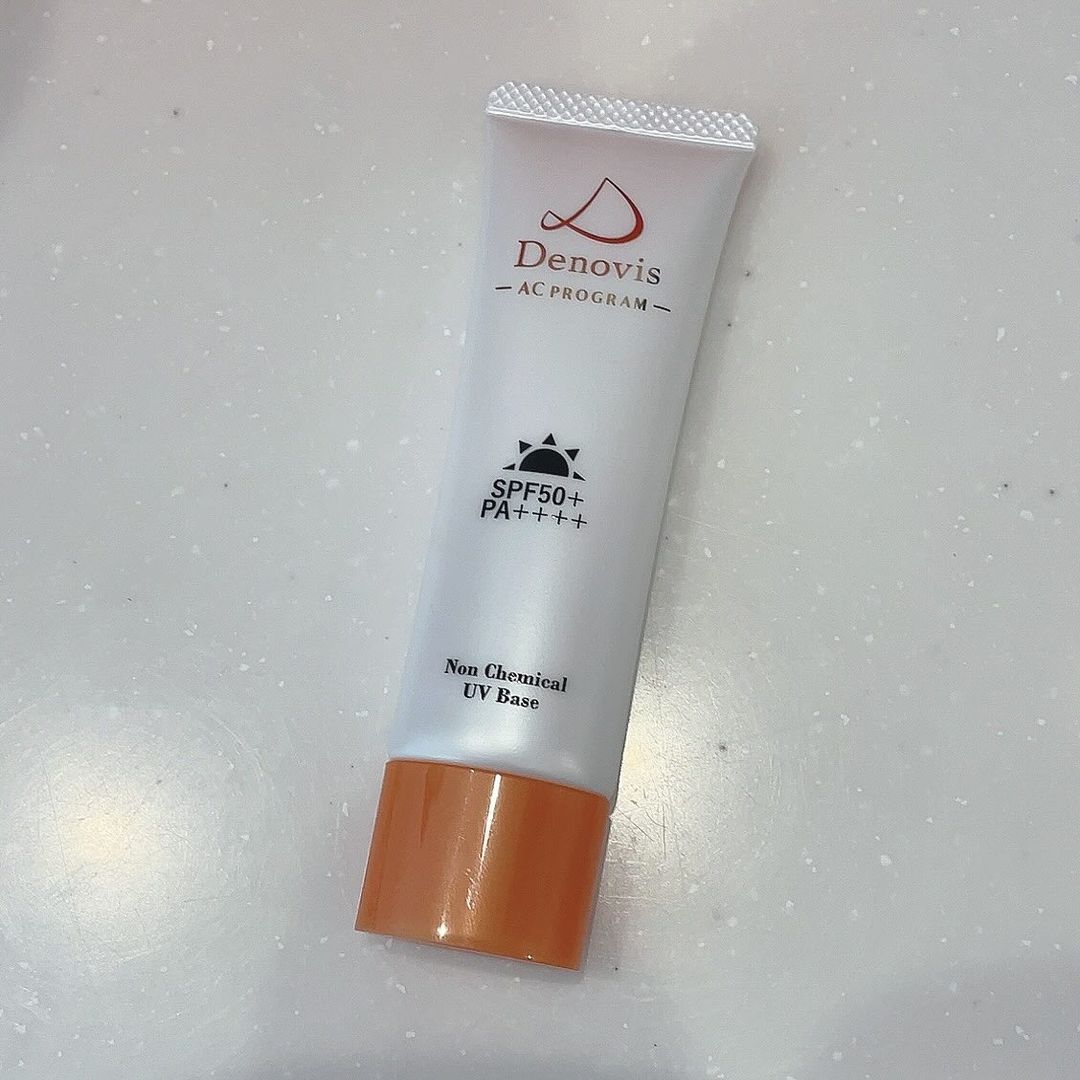 Denovis
— AC PROGRAM —
SPF50+
PA++++
Non Chemical
UV Base